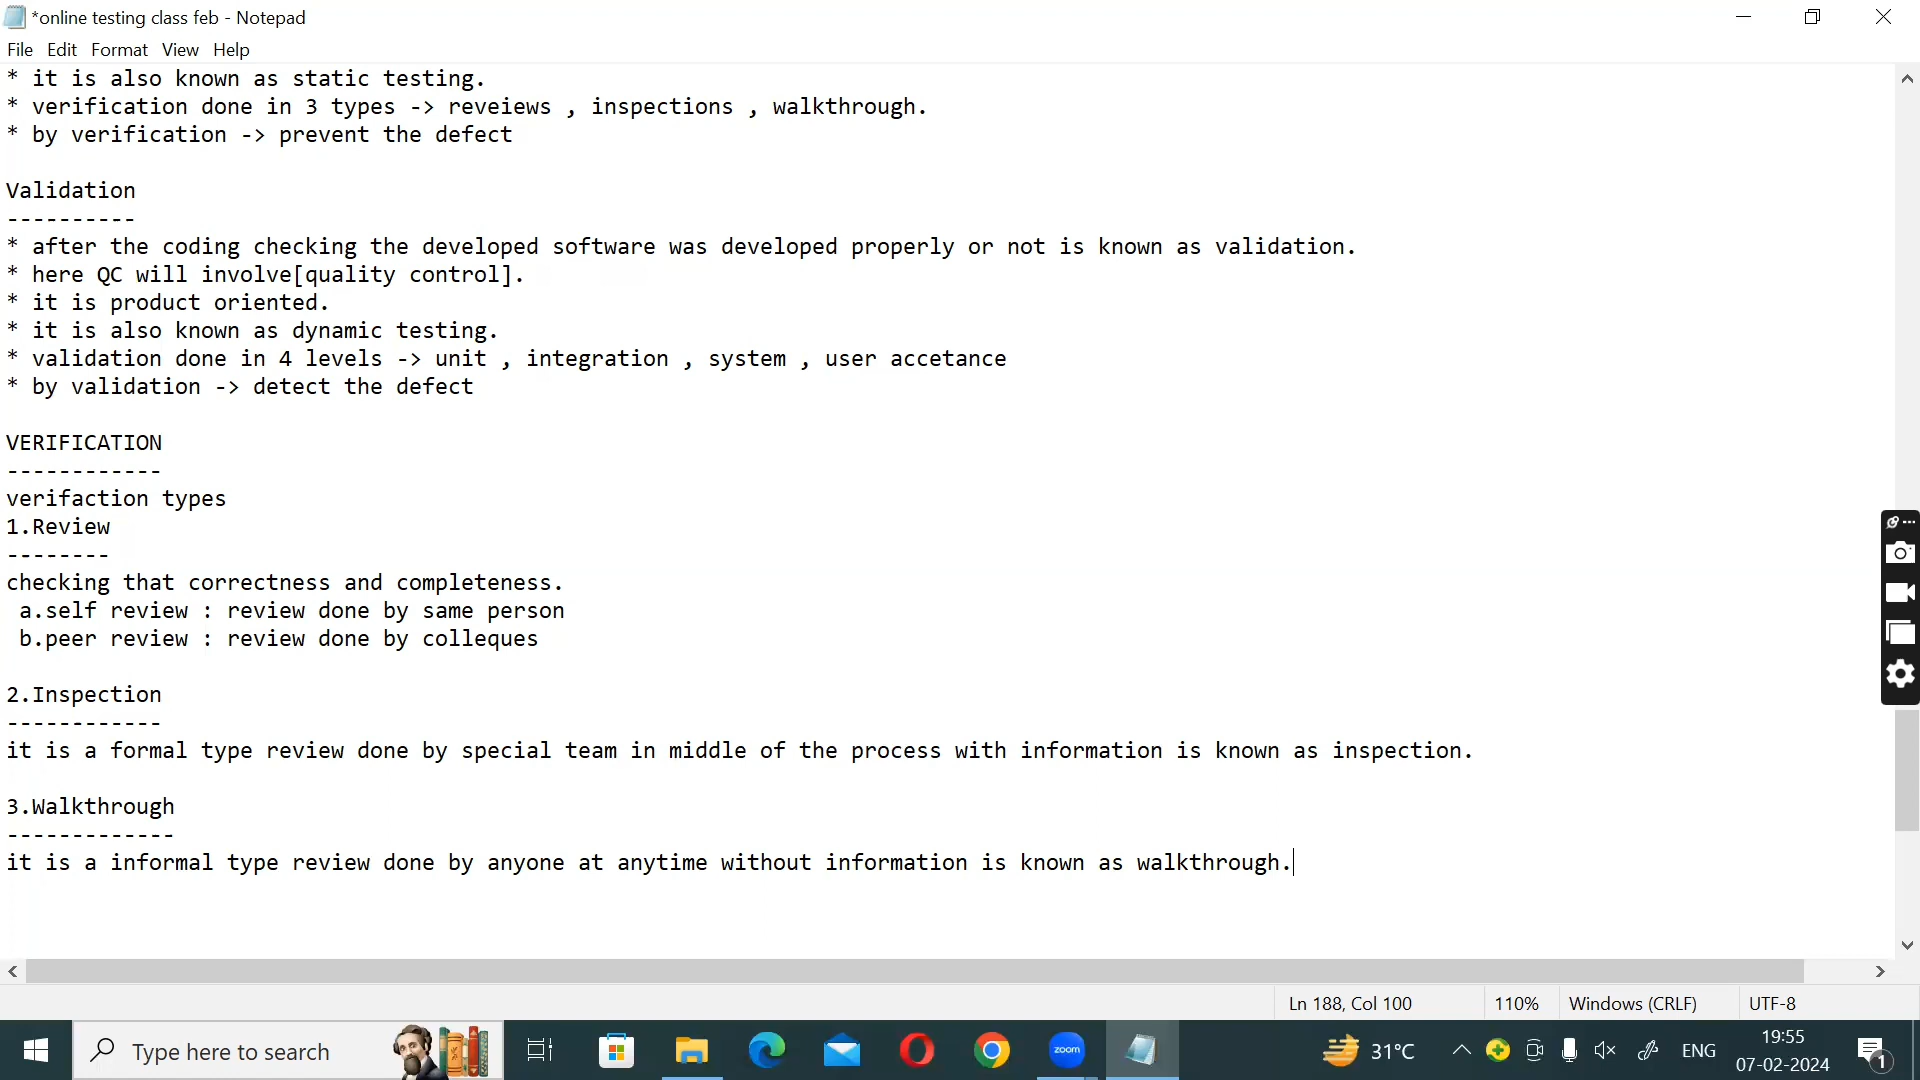 *online testing class feb - Notepad
File Edit Format View Help
* it is also known as static testing.
* verification done in 3 types -> reveiews , inspections , walkthrough.
* by verification -> prevent the defect
Validation
----------
* after the coding checking the developed software was developed properly or not is known as validation.
* here QC will involve[quality control].
* it is product oriented.
* it is also known as dynamic testing.
* validation done in 4 levels -> unit , integration , system , user accetance
* by validation -> detect the defect
VERIFICATION
------------
verifaction types
1.Review
--------
checking that correctness and completeness.
a.self review : review done by same person
b.peer review : review done by colleques
2.Inspection
------------
it is a formal type review done by special team in middle of the process with information is known as inspection.
3.Walkthrough
-------------
it is a informal type review done by anyone at anytime without information is known as walkthrough.
Ln 188, Col 100 110% Windows (CRLF) UTF-8
Type here to search zoom 31°C ENG 19:55
07-02-2024 1